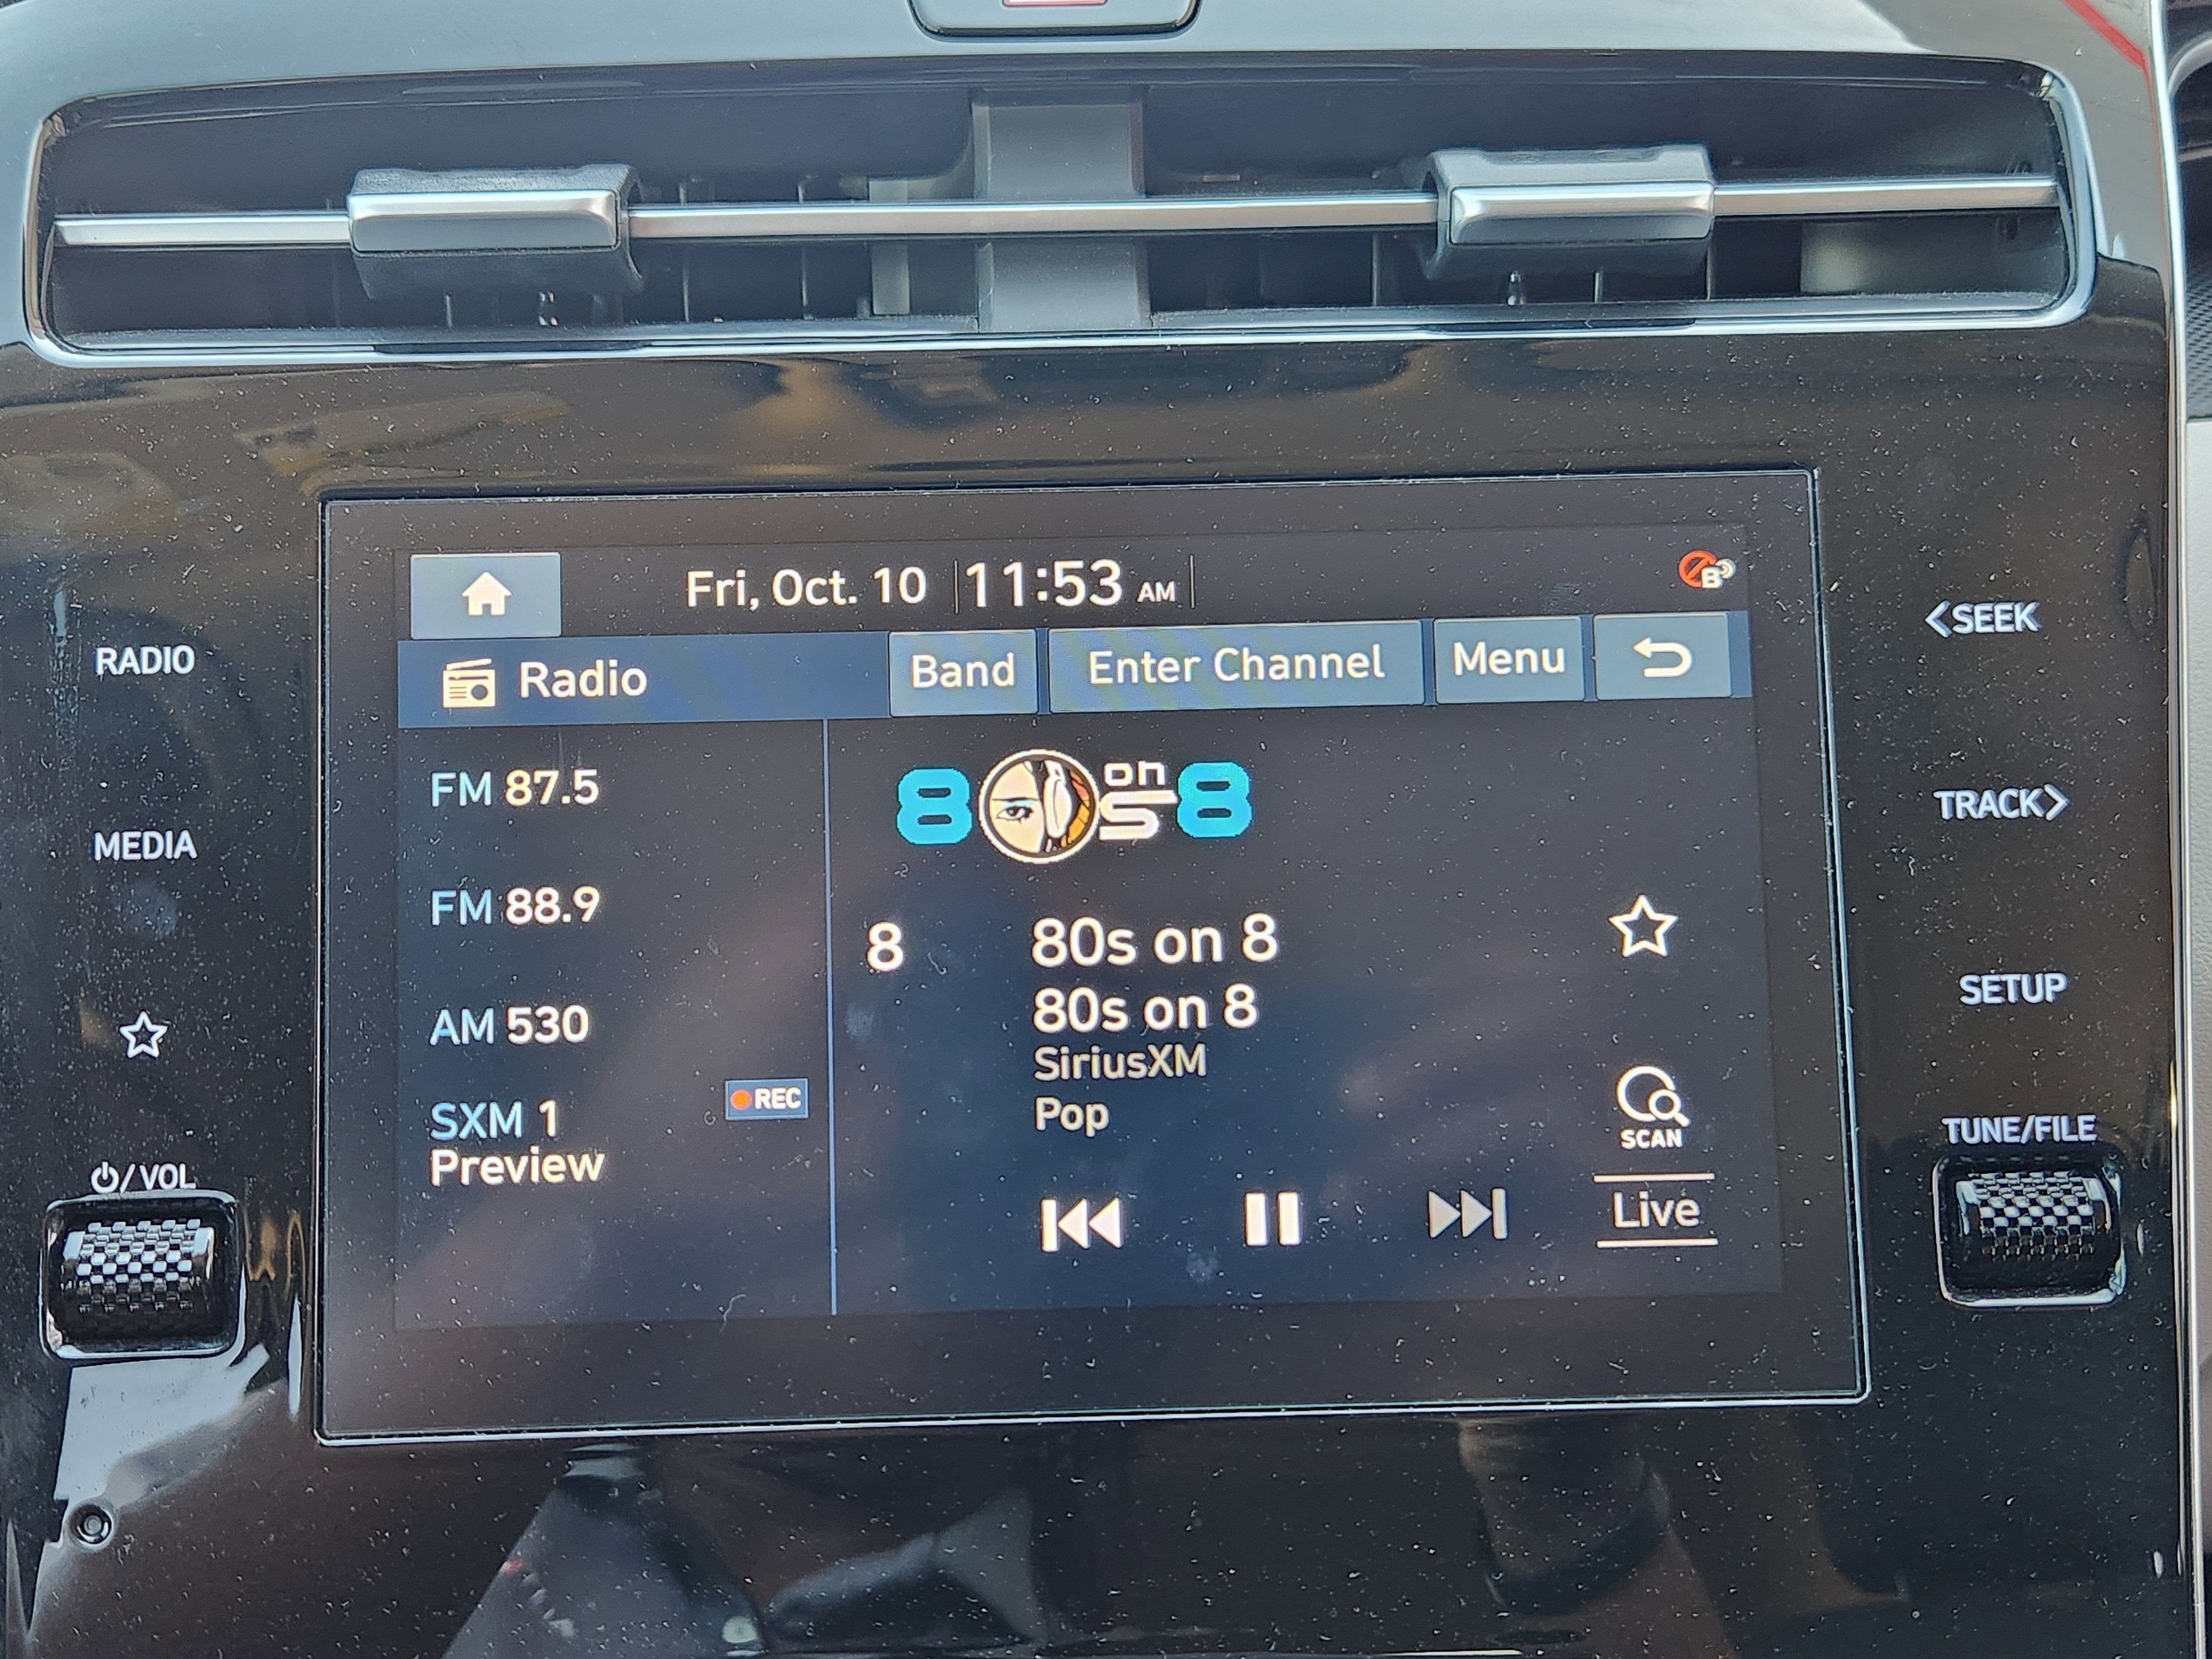 Fri, Oct. 10 11:53 AM
B
<SEEK
RADIO
Radio
Band
Enter Channel
Menu
FM 87.5
80s on 8
MEDIA
TRACK>
FM 88.9
8 80s on 8
80s on 8
SETUP
AM 530
SiriusXM
SXM 1
REC
Pop
SCAN
TUNE/FILE
Preview
/VOL
Live